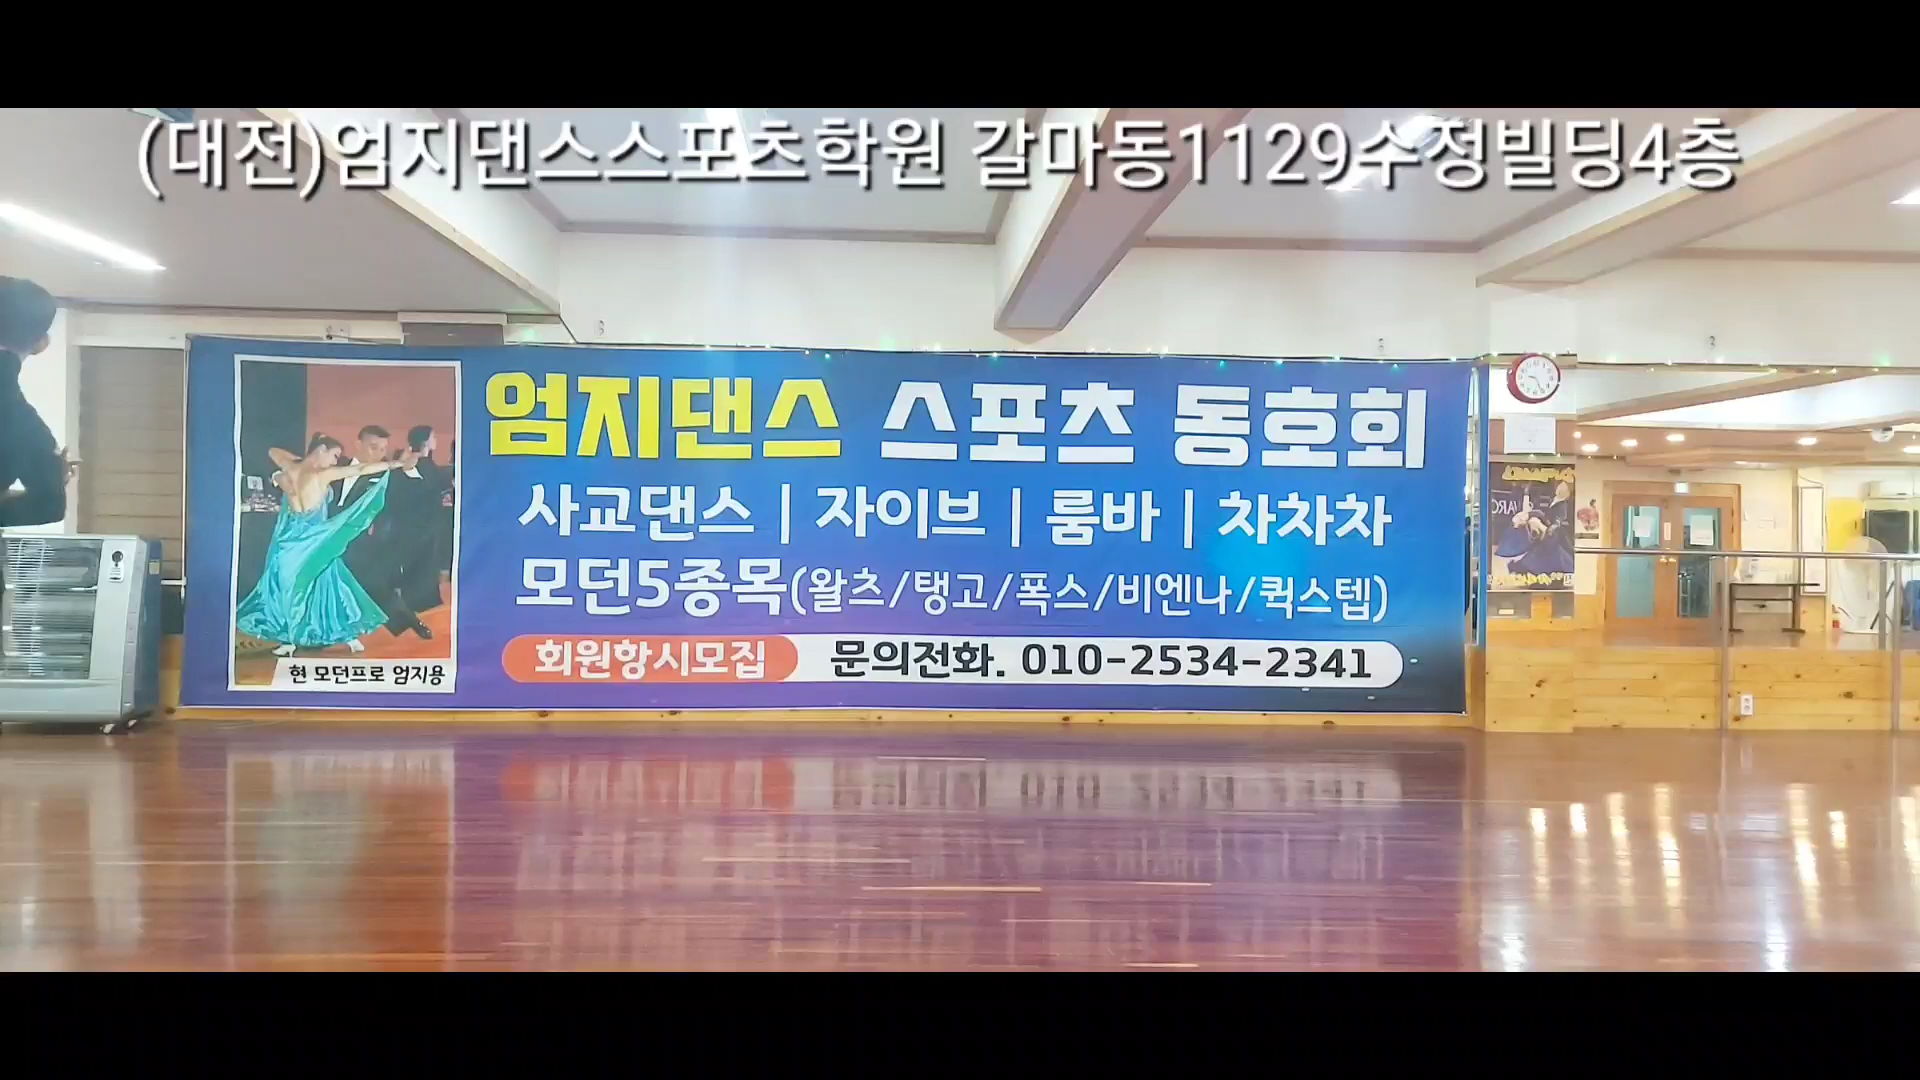 (대전)엄지댄스스포츠학원 갈마동1129수정빌딩4층
엄지댄스 스포츠 동호회
사교댄스 | 자이브 | 룸바 | 차차차
모던5종목(왈츠/탱고/폭스/비엔나/퀵스텝)
회원항시모집 문의전화. 010-2534-2341
현 모던프로 엄지용